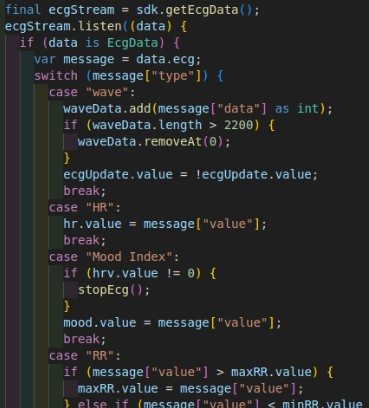 final ecgStream = sdk.getEcgData();
ecgStream.listen((data) {
  if (data is EcgData) {
    var message = data.ecg;
    switch (message["type"]) {
      case "wave":
        waveData.add(message["data"] as int);
        if (waveData.length > 2200) {
          waveData.removeAt(0);
        }
        ecgUpdate.value = !ecgUpdate.value;
        break;
      case "HR":
        hr.value = message["value"];
        break;
      case "Mood Index":
        if (hrv.value != 0) {
          stopEcg();
        }
        mood.value = message["value"];
        break;
      case "RR":
        if (message["value"] > maxRR.value) {
          maxRR.value = message["value"];
        } else if (message["value"] < minRR.value